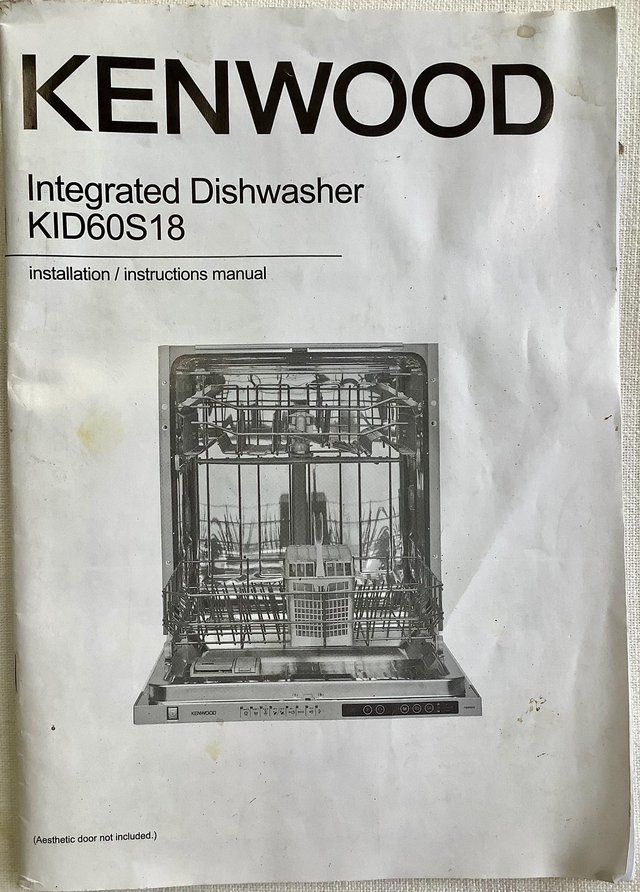 KENWOOD
Integrated Dishwasher
KID60S18
installation / instructions manual
KENWOOD
(Aesthetic door not included.)